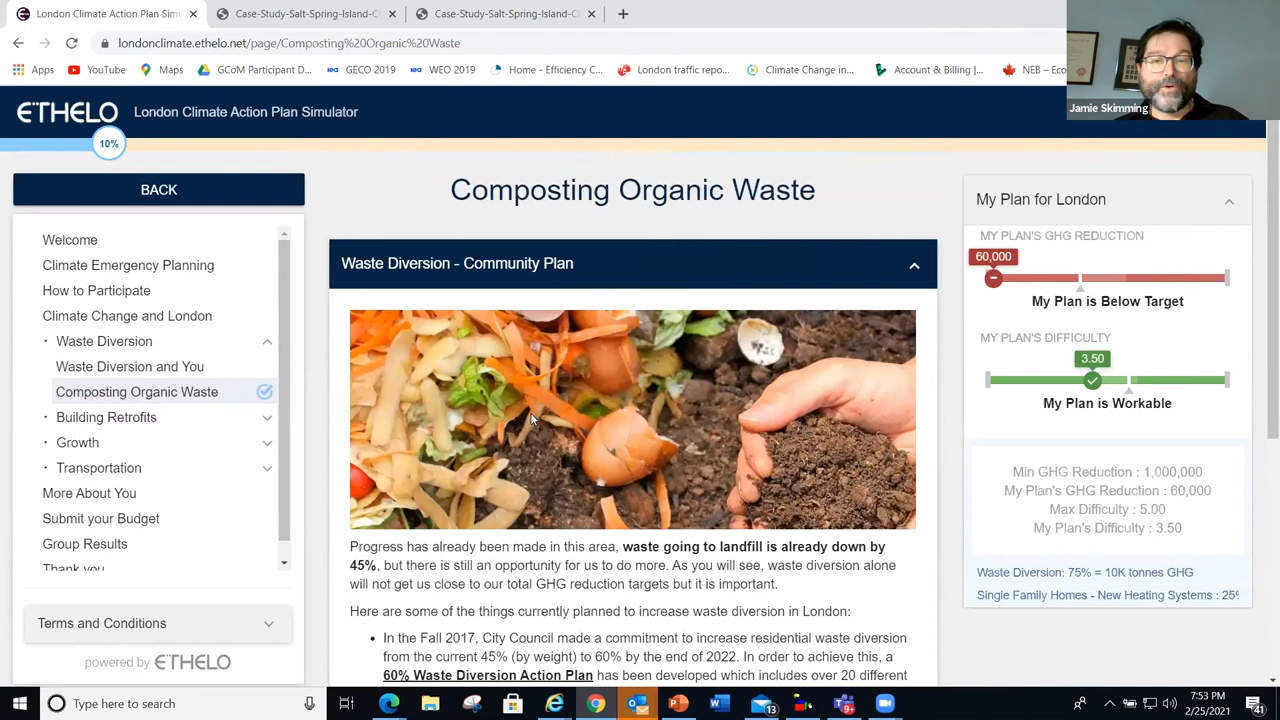 London Climate Action Plan Sim
Case-Study-Salt-Spring-Island-C
Case-Study-Salt-Spring-Island-C
londonclimate.ethelo.net/page/Composting%20Organic%20Waste
Apps
YouTube
Maps
GCoM Participant D...
GECO 2019
WEO 2019
Home - Efficiency C...
London traffic repo...
Climate Change in...
Account & Billing |...
NEB – Eco
Jamie Skimming
ETHELO London Climate Action Plan Simulator
10%
BACK
Welcome
Climate Emergency Planning
How to Participate
Climate Change and London
Waste Diversion
Waste Diversion and You
Composting Organic Waste
Building Retrofits
Growth
Transportation
More About You
Submit your Budget
Group Results
Thank you
Terms and Conditions
powered by ETHELO
Composting Organic Waste
Waste Diversion - Community Plan
Progress has already been made in this area, waste going to landfill is already down by
45%, but there is still an opportunity for us to do more. As you will see, waste diversion alone
will not get us close to our total GHG reduction targets but it is important.
Here are some of the things currently planned to increase waste diversion in London:
• In the Fall 2017, City Council made a commitment to increase residential waste diversion
from the current 45% (by weight) to 60% by the end of 2022. In order to achieve this, a
60% Waste Diversion Action Plan has been developed which includes over 20 different
My Plan for London
MY PLAN'S GHG REDUCTION
60,000
My Plan is Below Target
MY PLAN'S DIFFICULTY
3.50
My Plan is Workable
Min GHG Reduction : 1,000,000
My Plan's GHG Reduction : 60,000
Max Difficulty : 5.00
My Plan's Difficulty : 3.50
Waste Diversion: 75% = 10K tonnes GHG
Single Family Homes - New Heating Systems : 25%
Type here to search
13
9+
7:53 PM
2/25/2021
41